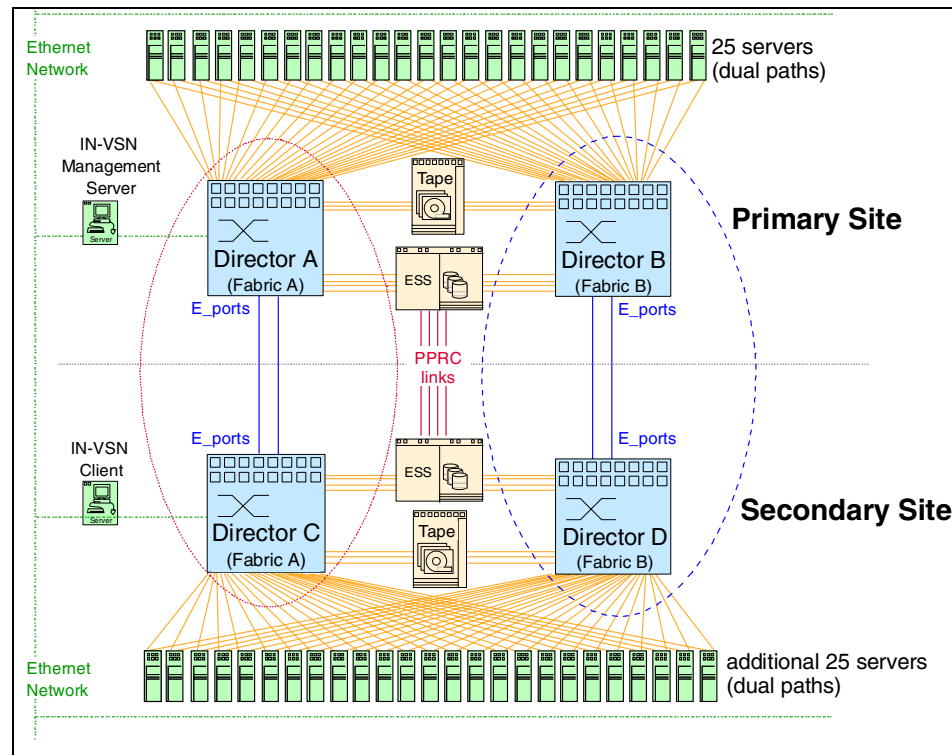 Ethernet
Network
25 servers
(dual paths)
IN-VSN
Management
Server
Server
Tape
Director A
(Fabric A)
Director B
(Fabric B)
Primary Site
ESS
E_ports
E_ports
PPRC
links
E_ports
E_ports
IN-VSN
Client
Server
ESS
Director C
(Fabric A)
Director D
(Fabric B)
Secondary Site
Tape
Ethernet
Network
additional 25 servers
(dual paths)